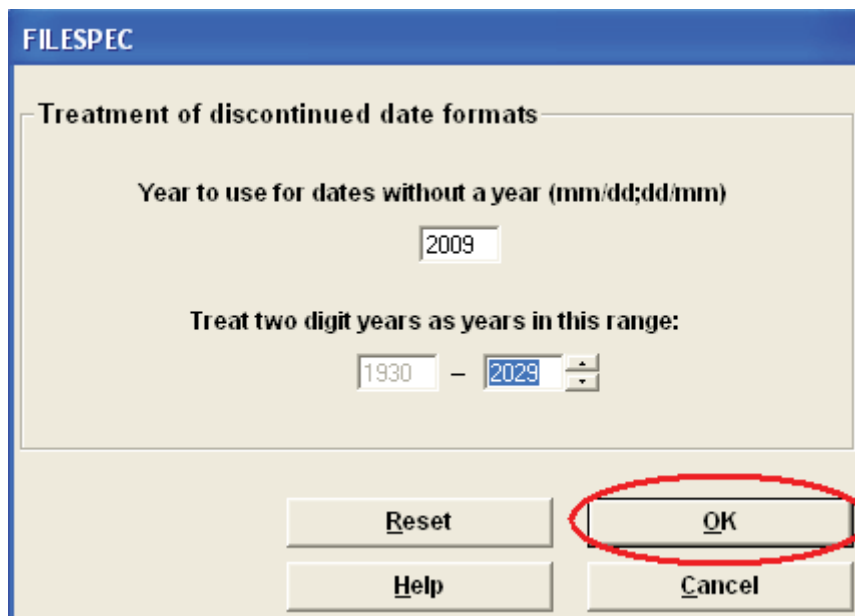 FILESPEC
Treatment of discontinued date formats
Year to use for dates without a year (mm/dd;dd/mm)
2009
Treat two digit years as years in this range:
1930 – 2029
Reset OK
Help Cancel